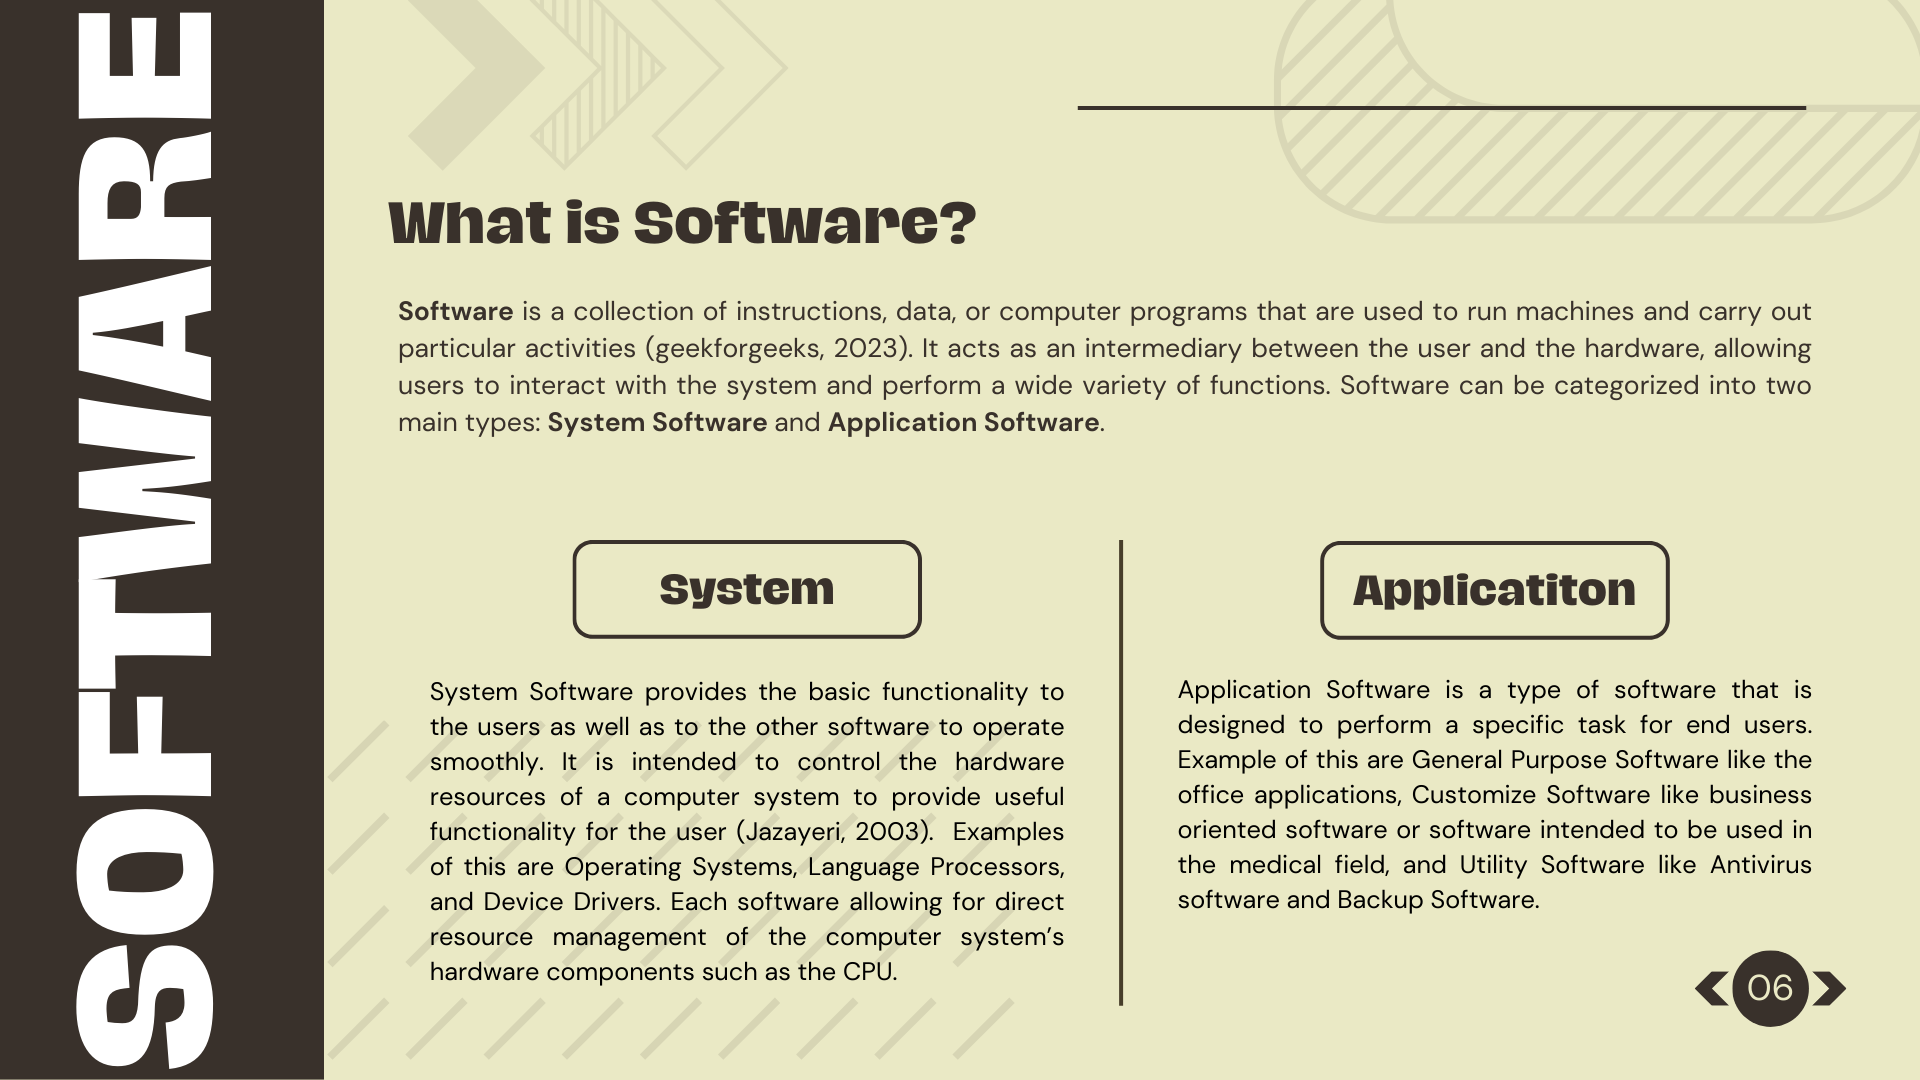 SOFTWARE
What is Software?
Software is a collection of instructions, data, or computer programs that are used to run machines and carry out
particular activities (geekforgeeks, 2023). It acts as an intermediary between the user and the hardware, allowing
users to interact with the system and perform a wide variety of functions. Software can be categorized into two
main types: System Software and Application Software.
System
System Software provides the basic functionality to
the users as well as to the other software to operate
smoothly. It is intended to control the hardware
resources of a computer system to provide useful
functionality for the user (Jazayeri, 2003). Examples
of this are Operating Systems, Language Processors,
and Device Drivers. Each software allowing for direct
resource management of the computer system’s
hardware components such as the CPU.
Applicatiton
Application Software is a type of software that is
designed to perform a specific task for end users.
Example of this are General Purpose Software like the
office applications, Customize Software like business
oriented software or software intended to be used in
the medical field, and Utility Software like Antivirus
software and Backup Software.
06